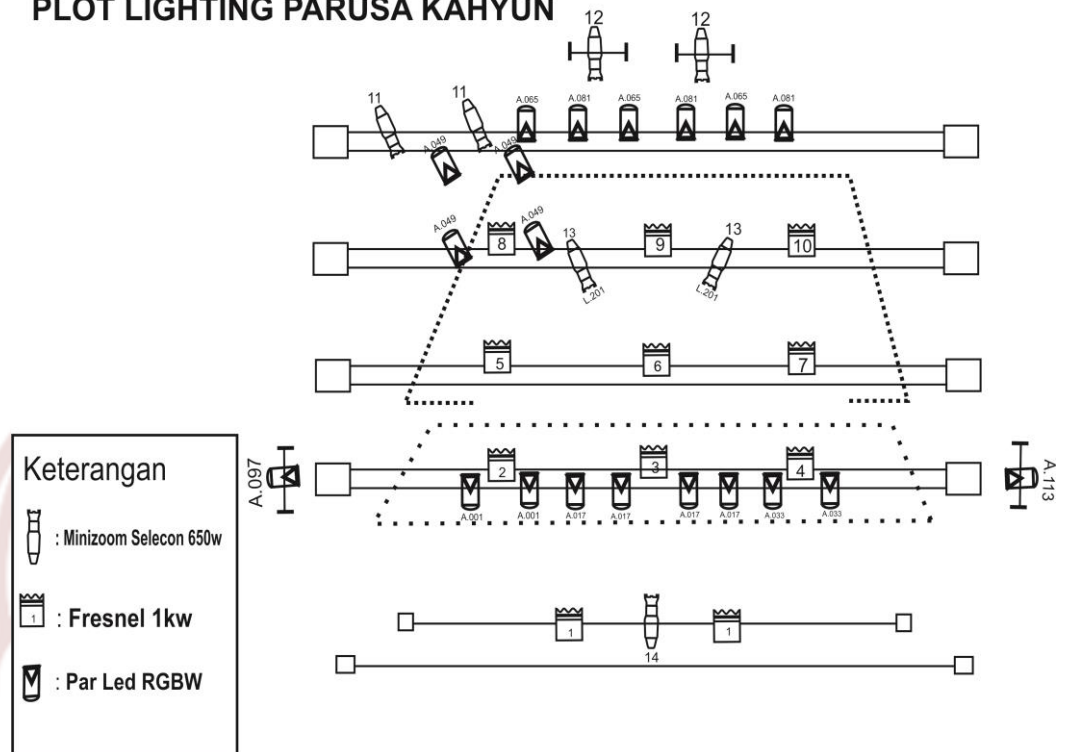 PLOT LIGHTING PARUSA KAHYUN
12 12
11 11
A.065 A.081 A.065 A.081 A.065 A.081
A.049 A.049
A.049 8 A.049 13 9 13 10
L.201 L.201
5 6 7
A.097 2 3 4 A.113
A.001 A.001 A.017 A.017 A.017 A.017 A.033 A.033
1 1
14
Keterangan
: Minizoom Selecon 650w
1 : Fresnel 1kw
: Par Led RGBW